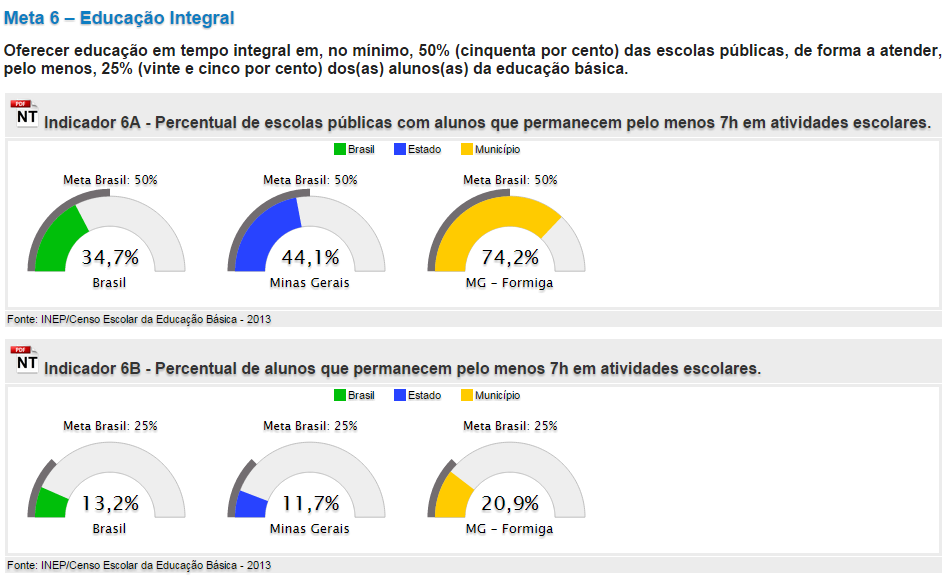 Meta 6 – Educação Integral
Oferecer educação em tempo integral em, no mínimo, 50% (cinquenta por cento) das escolas públicas, de forma a atender,
pelo menos, 25% (vinte e cinco por cento) dos(as) alunos(as) da educação básica.
PDF
NT Indicador 6A - Percentual de escolas públicas com alunos que permecem pelo menos 7h em atividades escolares.
Brasil Estado Município
Meta Brasil: 50% Meta Brasil: 50% Meta Brasil: 50%
34,7% 44,1% 74,2%
Brasil Minas Gerais MG - Formiga
Fonte: INEP/Censo Escolar da Educação Básica - 2013
PDF
NT Indicador 6B - Percentual de alunos que permanecem pelo menos 7h em atividades escolares.
Brasil Estado Município
Meta Brasil: 25% Meta Brasil: 25% Meta Brasil: 25%
13,2% 11,7% 20,9%
Brasil Minas Gerais MG - Formiga
Fonte: INEP/Censo Escolar da Educação Básica - 2013